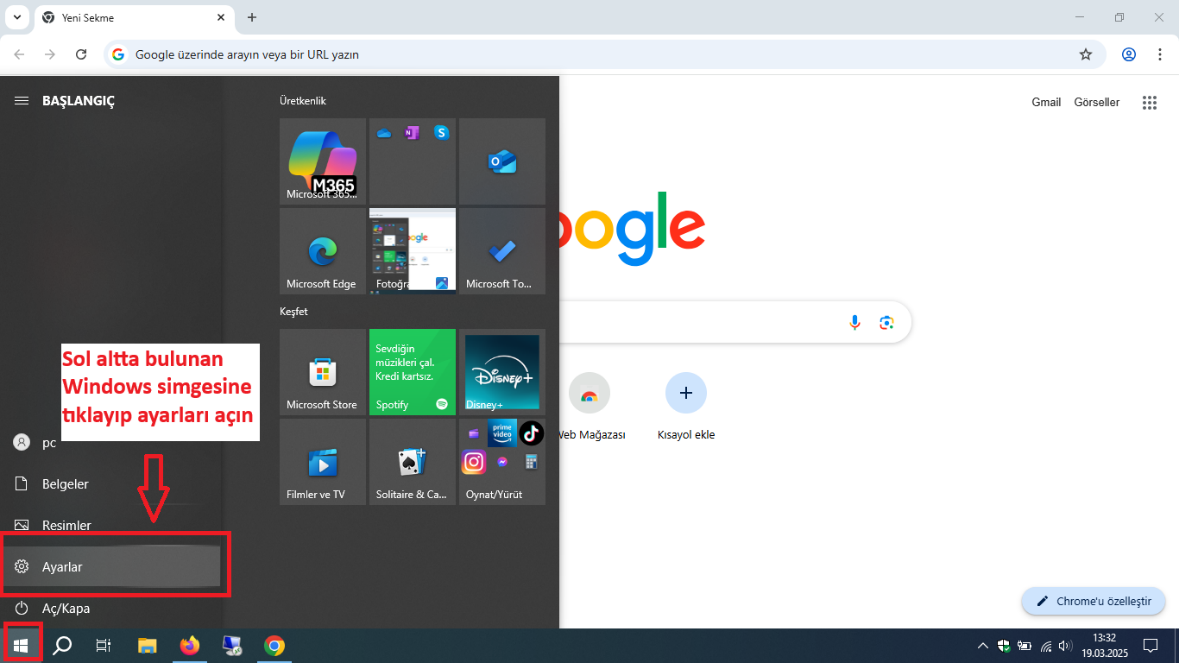 Yeni Sekme
Google üzerinde arayın veya bir URL yazın
BAŞLANGIÇ
Gmail Görseller
Üretkenlik
M365
Microsoft 365...
Microsoft Edge
Microsoft To...
oogle
Keşfet
Sol altta bulunan
Windows simgesine
tıklayıp ayarları açın
Sevdiğin
müzikleri çal.
Kredi kartsız.
Disney+
Microsoft Store
Spotify
Disney+
prime
video
Filmler ve TV
Solitaire & Ca...
Oynat/Yürüt
Web Mağazası
Kısayol ekle
pc
Belgeler
Resimler
Ayarlar
Aç/Kapa
Chrome'u özelleştir
13:32
19.03.2025